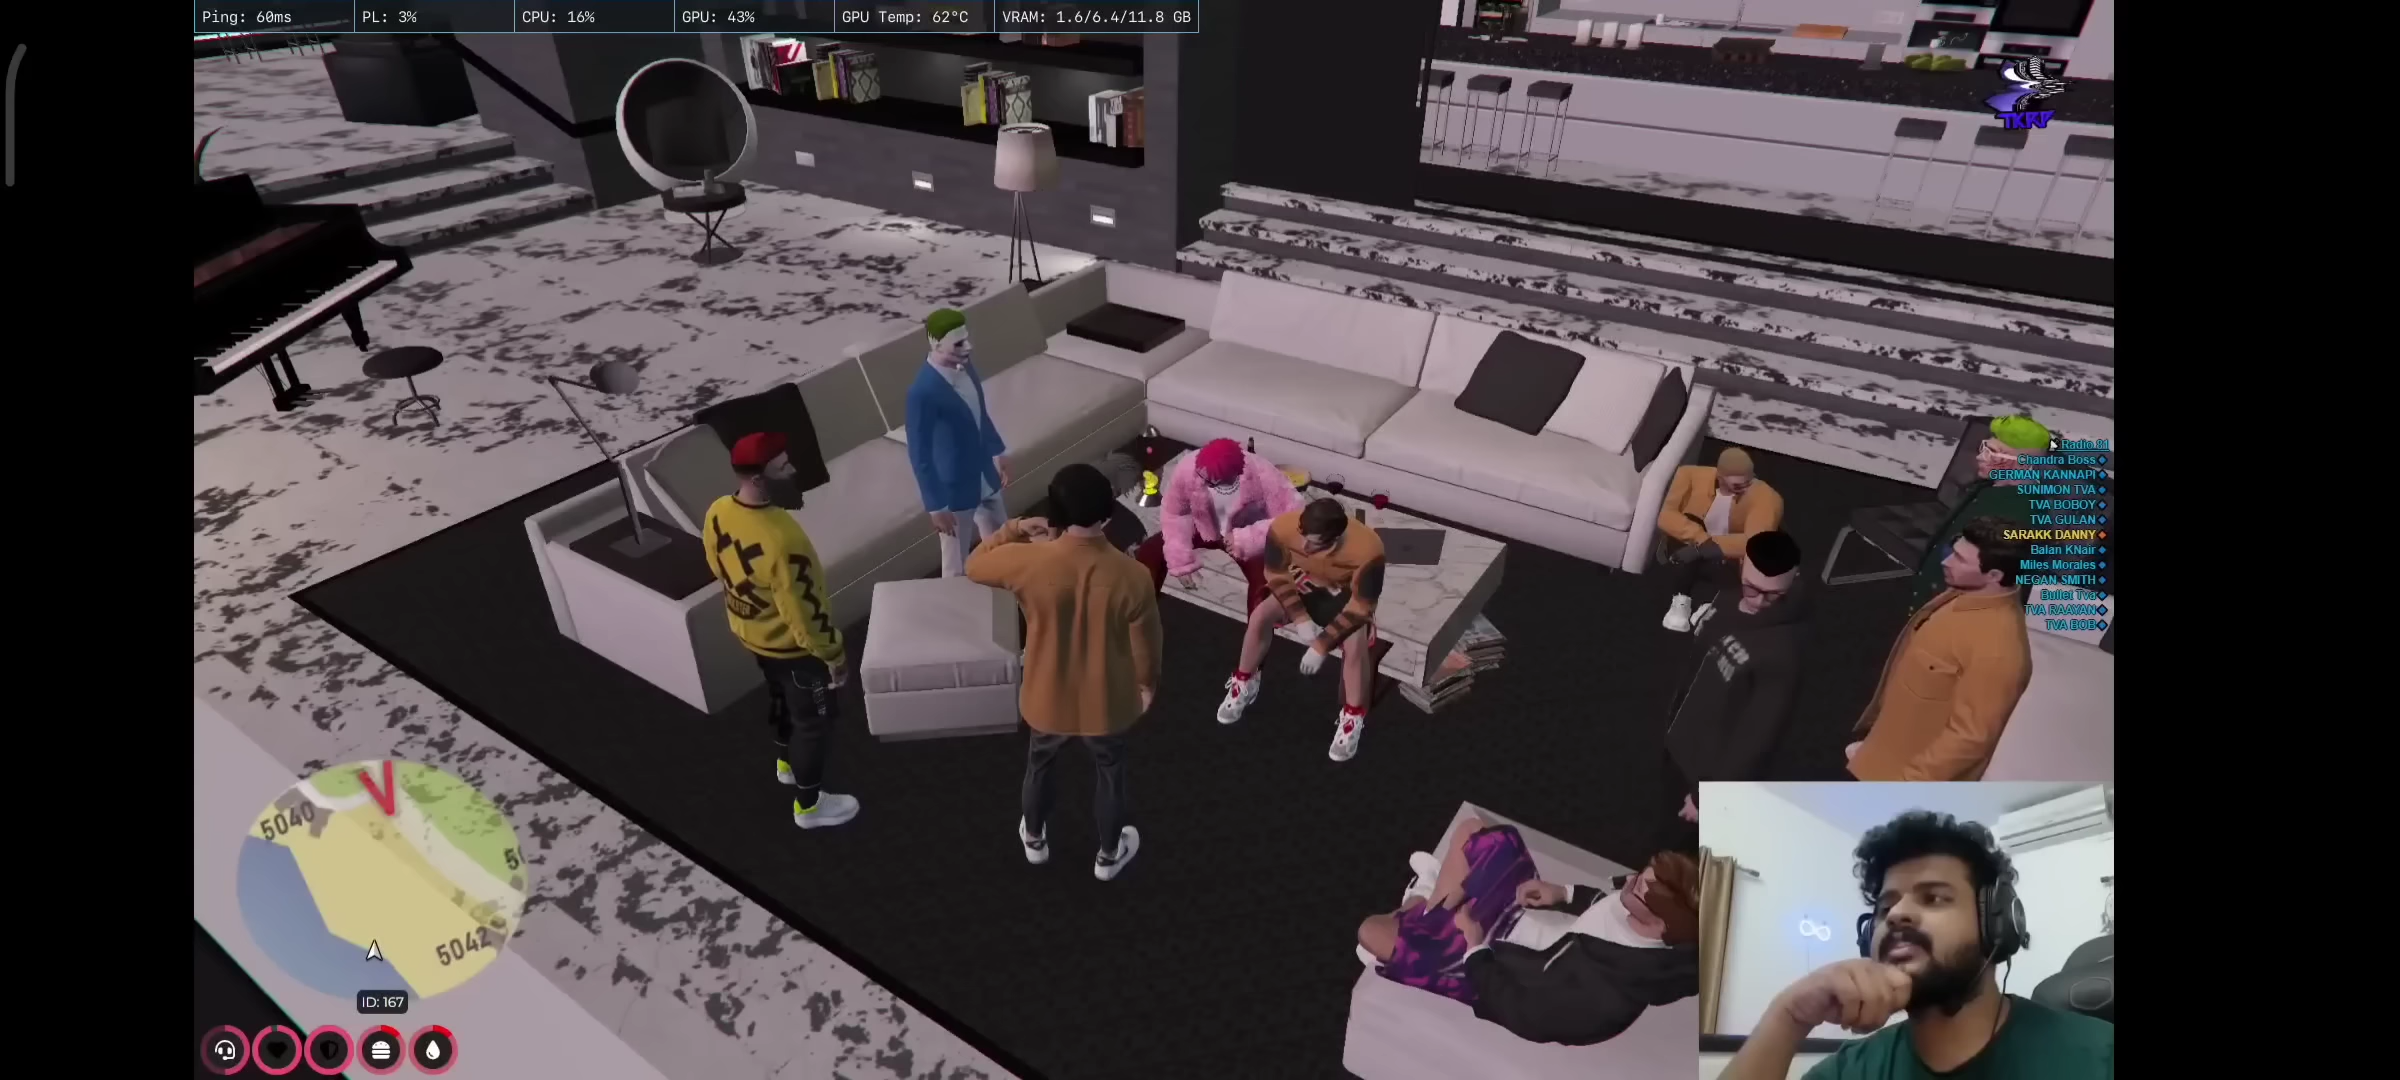 Ping: 60ms
PL: 3%
CPU: 16%
GPU: 43%
GPU Temp: 62°C
VRAM: 1.6/6.4/11.8 GB
TKRP
Radio 81
Chandra Boss
GERMAN KANNAPI
SUNIMON TVA
TVA BOBOY
TVA GULAN
SARAKK DANNY
Balan KNair
Miles Morales
NEGAN SMITH
Bullet Tva
TVA RAAYAN
TVA BOB
5040
5042
ID: 167